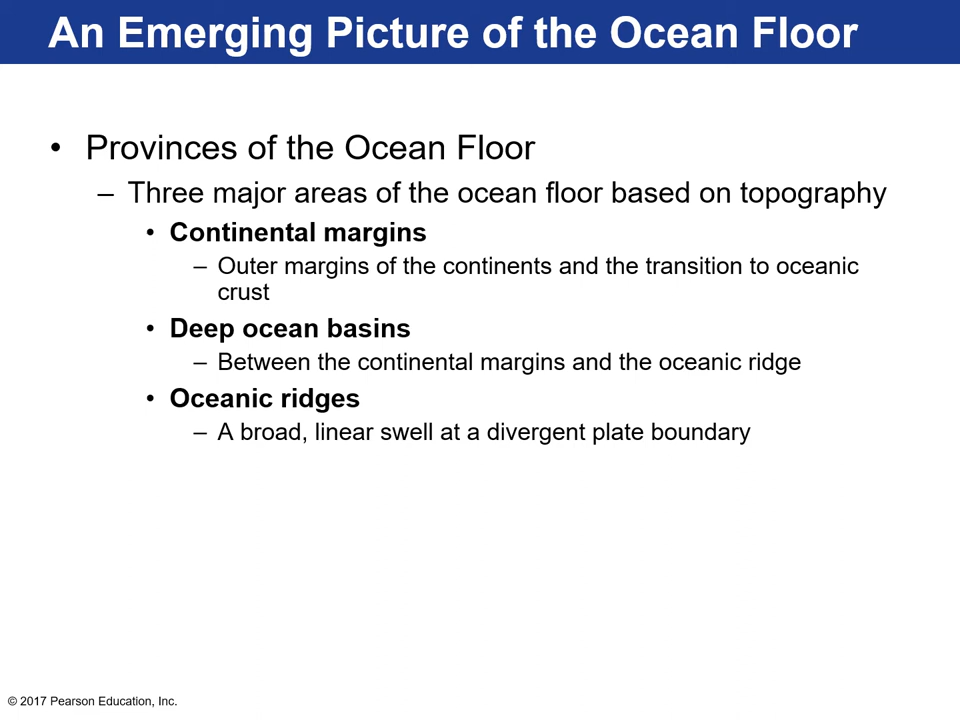 An Emerging Picture of the Ocean Floor
• Provinces of the Ocean Floor
– Three major areas of the ocean floor based on topography
• Continental margins
– Outer margins of the continents and the transition to oceanic
crust
• Deep ocean basins
– Between the continental margins and the oceanic ridge
• Oceanic ridges
– A broad, linear swell at a divergent plate boundary
© 2017 Pearson Education, Inc.